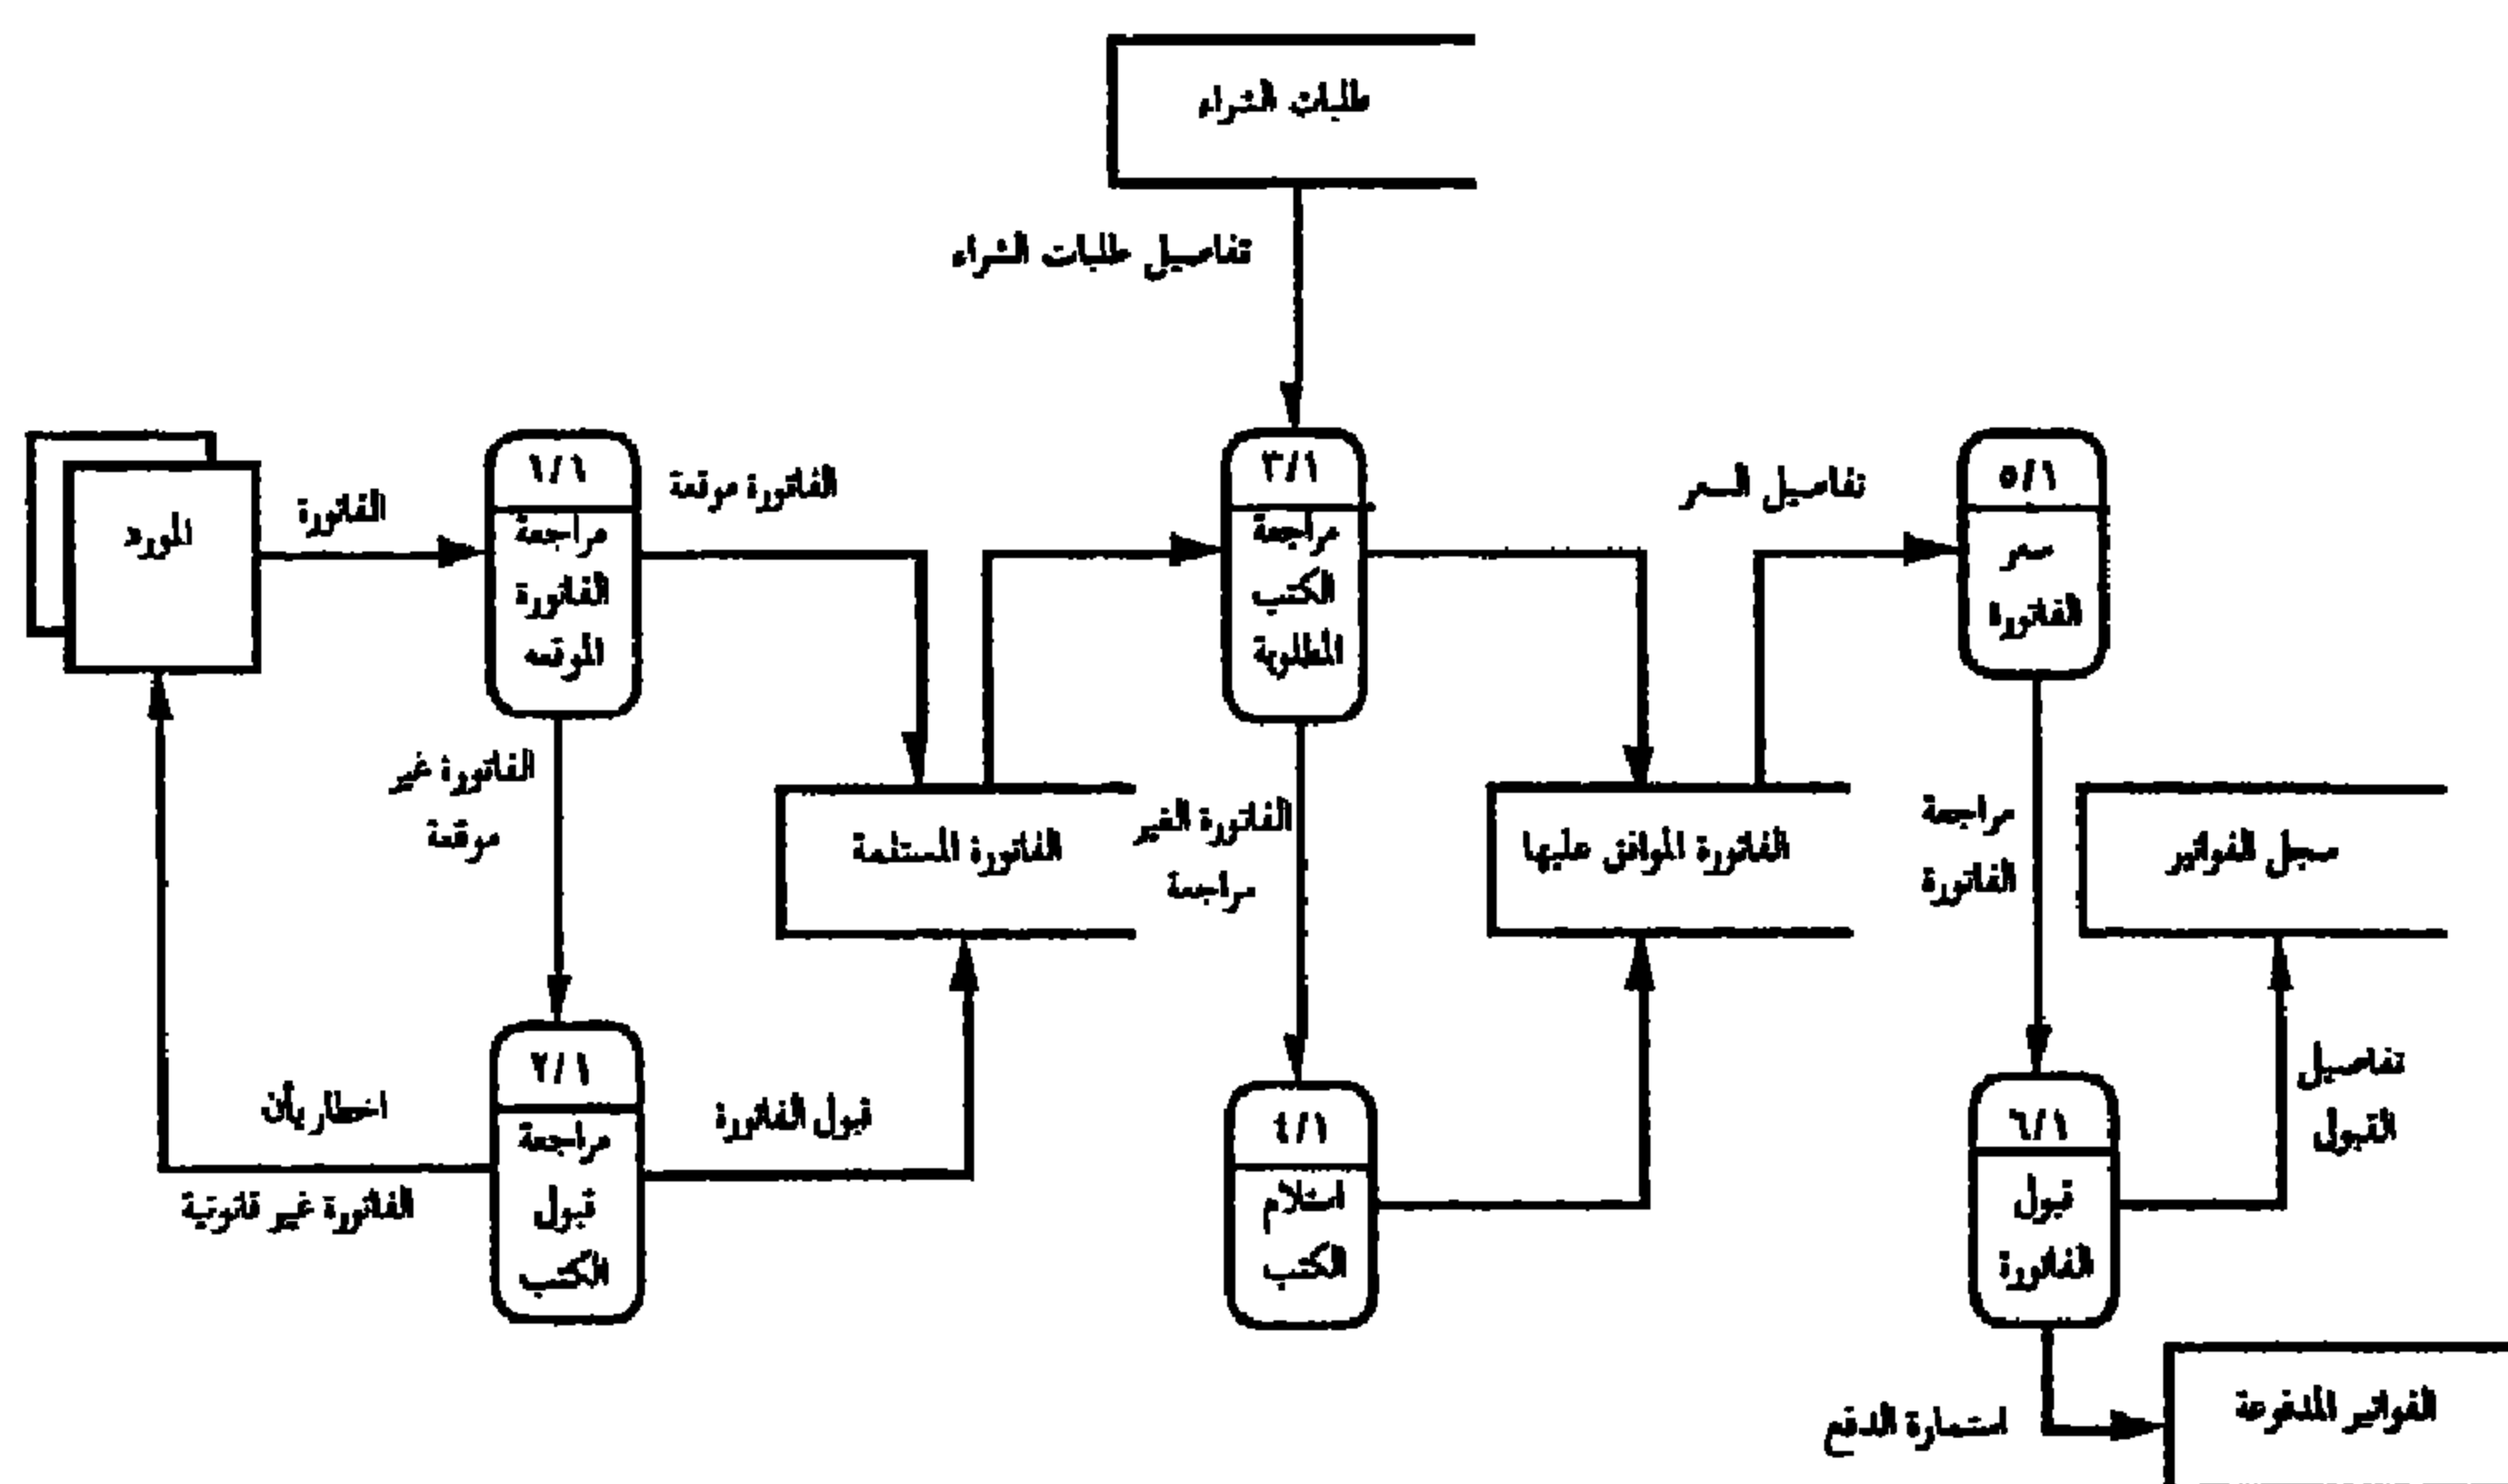 طلبات الشراء
تفاصيل طلبات الشراء
المورد
الفاتورة
١/١
مراجعة
الفاتورة
الموقعه
الفاتورة موقعة
٣/١
مراجعة
الكتب
المطلوبة
تفاصيل السعر
٥/١
سعر
الفاتورة
الفاتورة غير
موقعة
الفاتورة المستلمة
الفاتورة الغير
مراجعة
الفاتورة الموافق عليها
مراجعة
الفاتورة
سجل الفواتير
٢/١
مراجعة
قبول
الكتب
اخطار بأن
الفاتورة غير قانونية
قبول الفاتورة
٤/١
استلام
الكتب
٦/١
قبول
الفاتورة
تفاصيل
القبول
استمارة الدفع
الفواتير المدفوعة